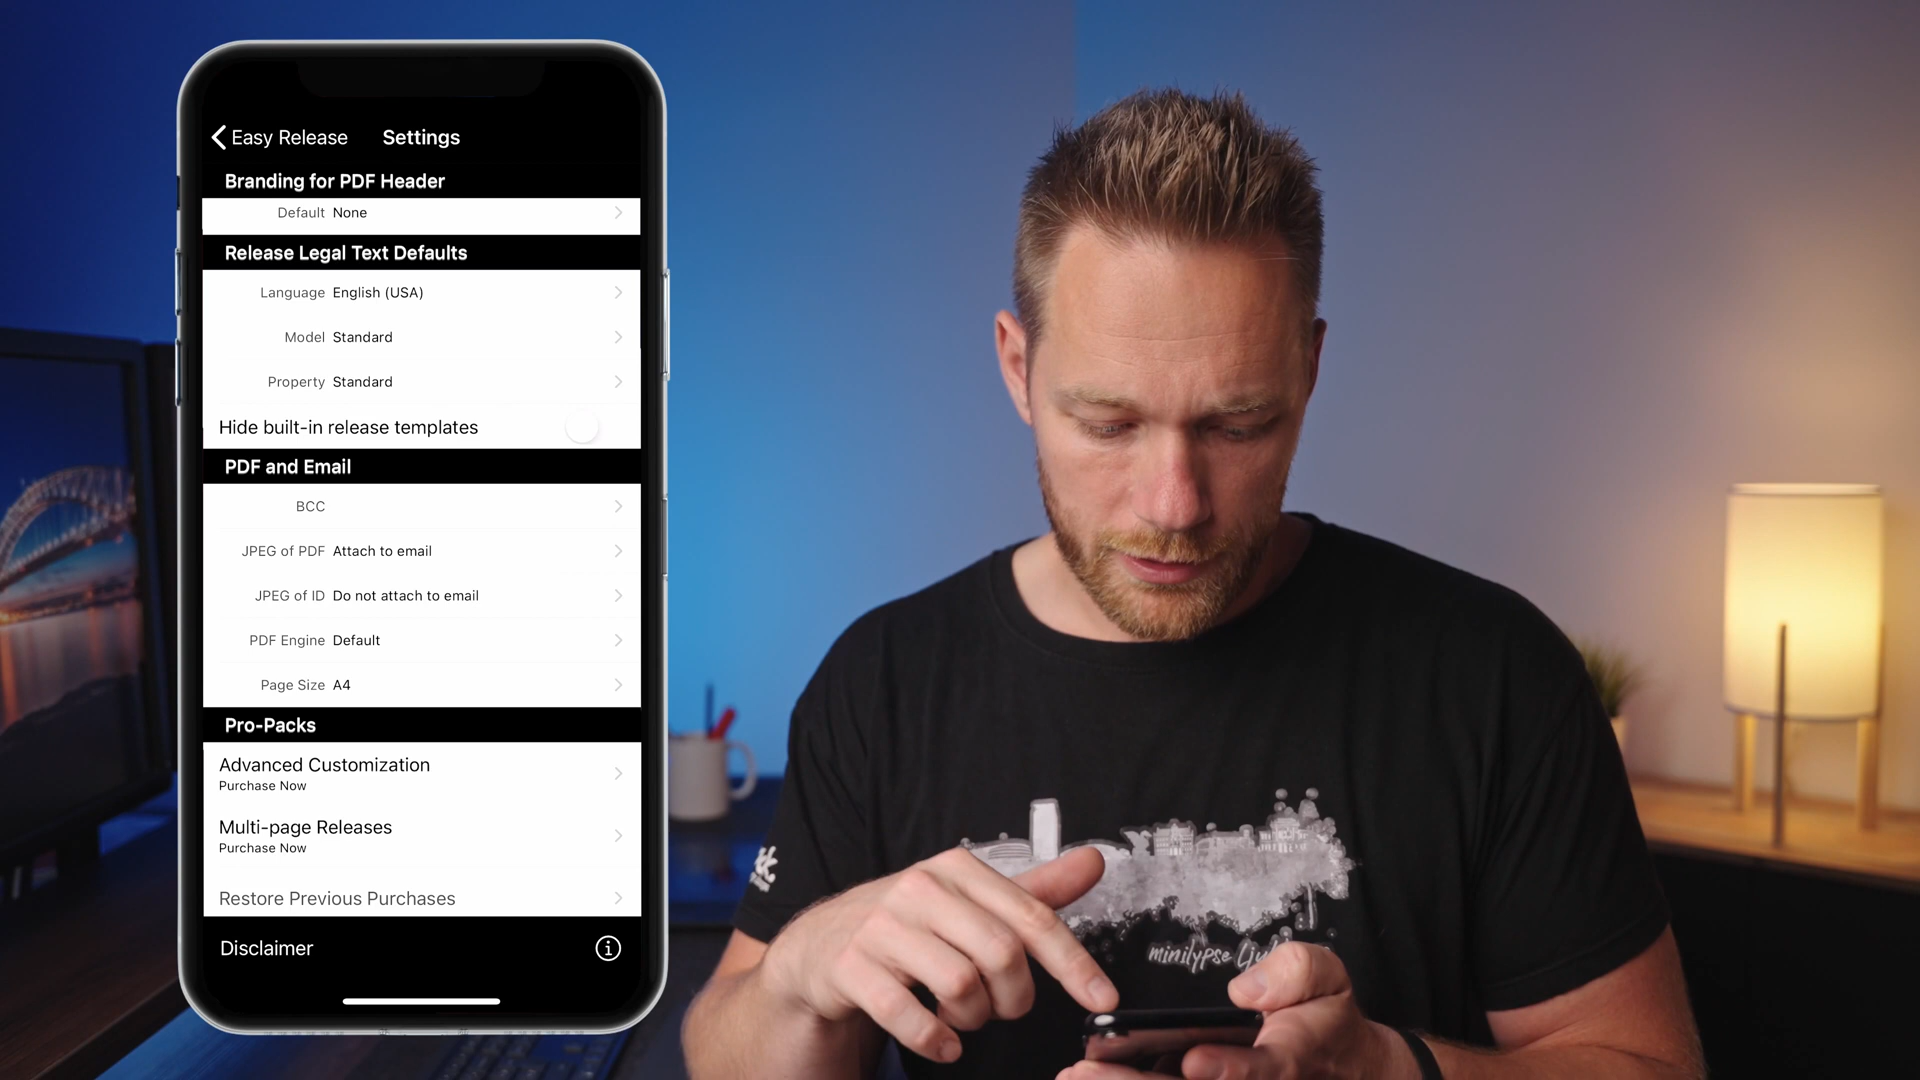 Easy Release Settings
Branding for PDF Header
Default None
Release Legal Text Defaults
Language English (USA)
Model Standard
Property Standard
Hide built-in release templates
PDF and Email
BCC
JPEG of PDF Attach to email
JPEG of ID Do not attach to email
PDF Engine Default
Page Size A4
Pro-Packs
Advanced Customization
Purchase Now
Multi-page Releases
Purchase Now
Restore Previous Purchases
Disclaimer
minilypse